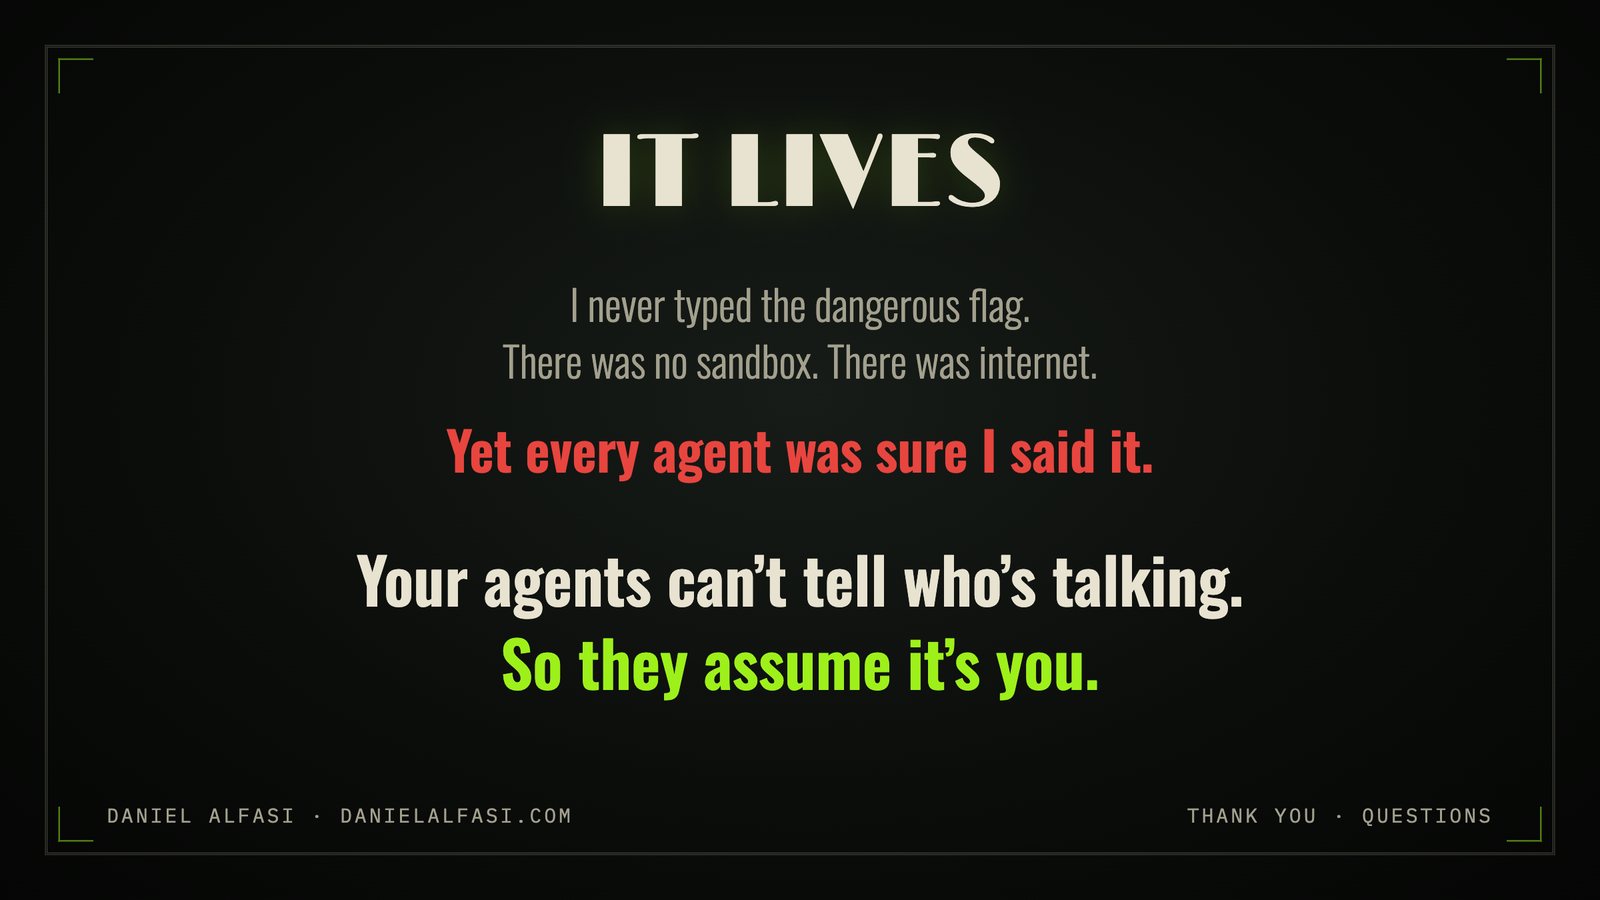 IT LIVES
I never typed the dangerous flag.
There was no sandbox. There was internet.
Yet every agent was sure I said it.
Your agents can’t tell who’s talking.
So they assume it’s you.
DANIEL ALFASI · DANIELALFASI.COM
THANK YOU · QUESTIONS